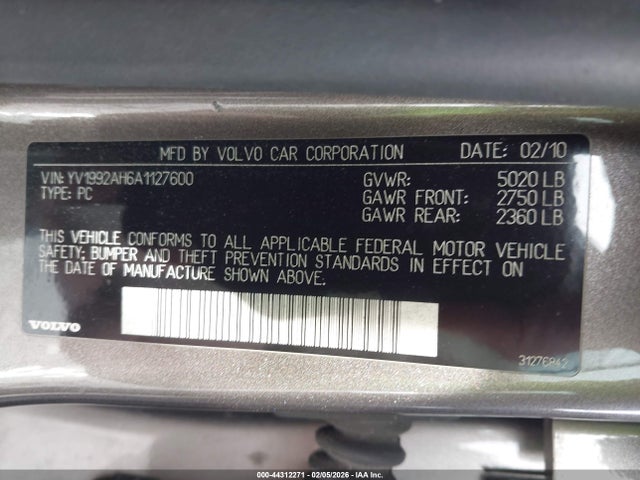 MFD BY VOLVO CAR CORPORATION DATE: 02/10
VIN: YV1992AH6A1127600 GVWR: 5020 LB
TYPE: PC GAWR FRONT: 2750 LB
GAWR REAR: 2360 LB
THIS VEHICLE CONFORMS TO ALL APPLICABLE FEDERAL MOTOR VEHICLE
SAFETY; BUMPER AND THEFT PREVENTION STANDARDS IN EFFECT ON
THE DATE OF MANUFACTURE SHOWN ABOVE.
VOLVO
000-44312271 - 02/05/2026 - IAA Inc.